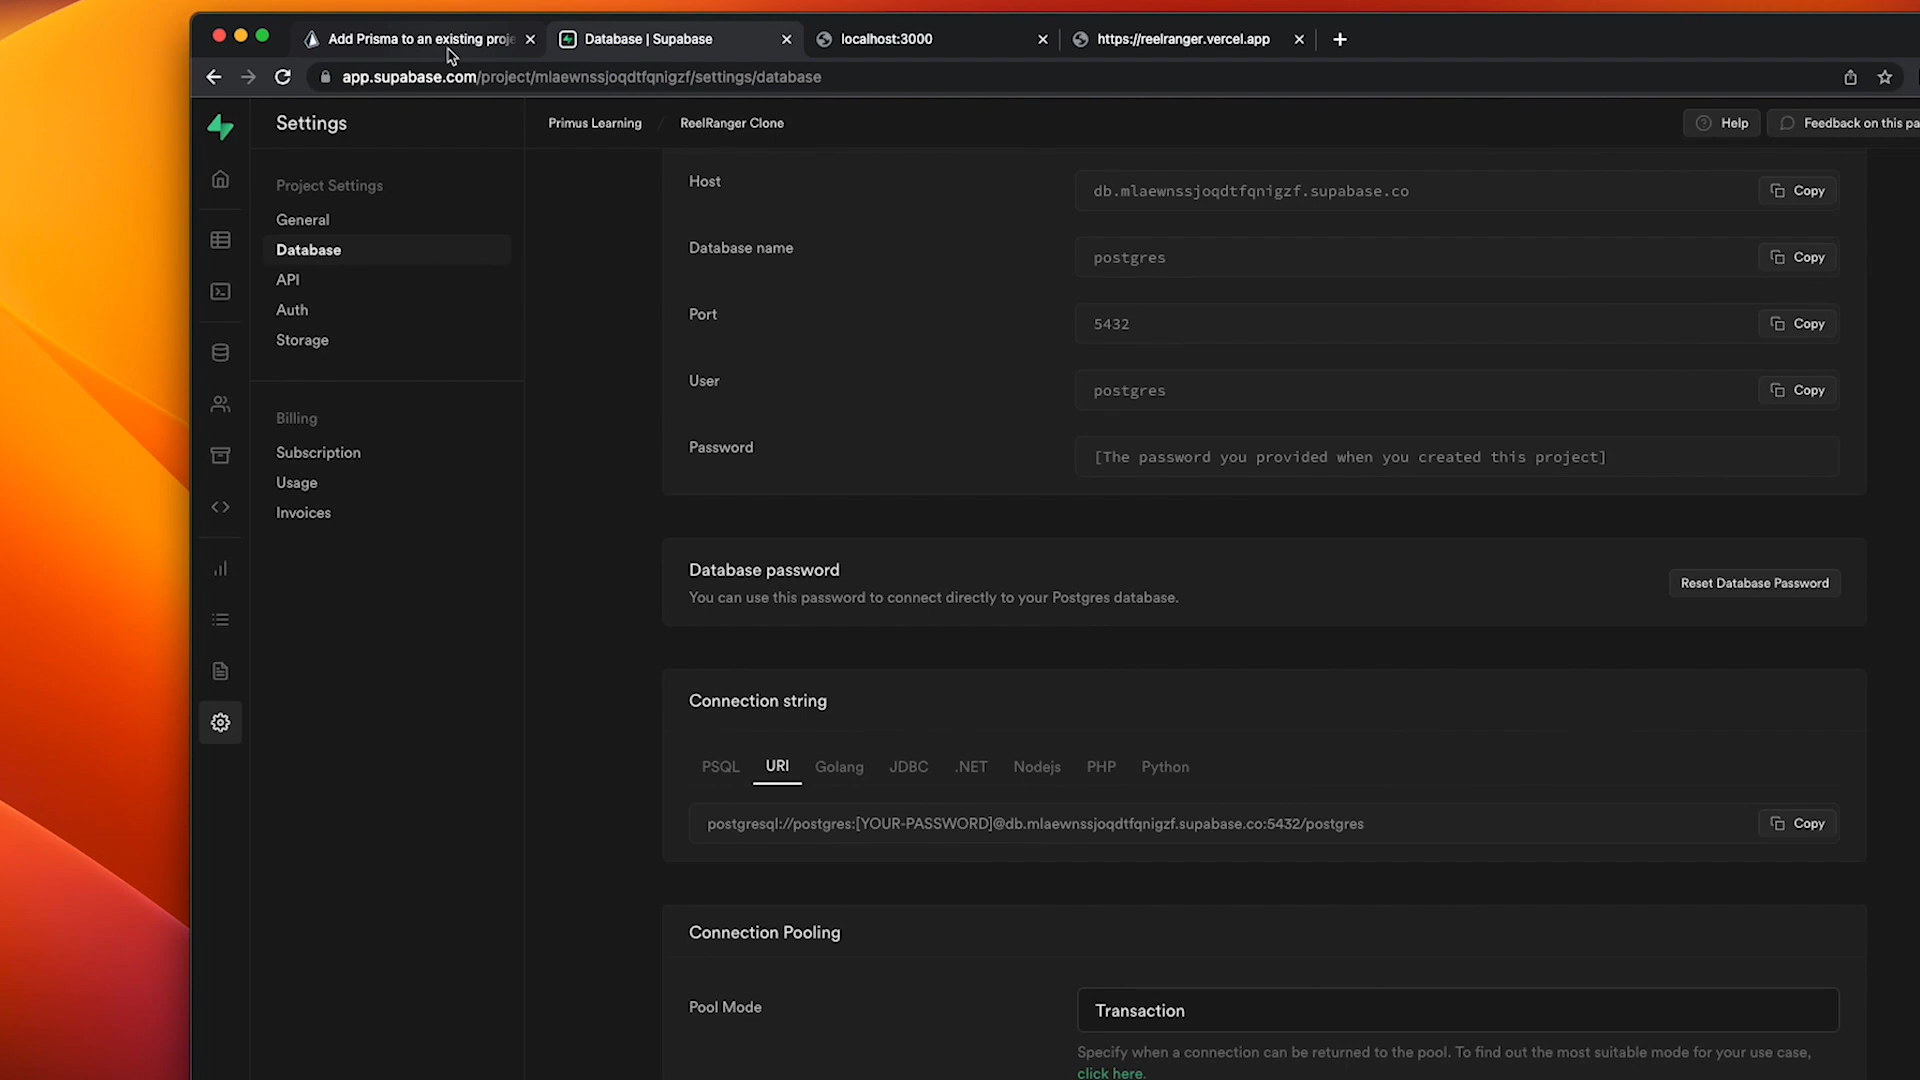 Add Prisma to an existing proje
Database | Supabase
localhost:3000
https://reelranger.vercel.app
app.supabase.com/project/mlaewnssjoqdtfqnigzf/settings/database
Settings
Primus Learning / ReelRanger Clone
Help
Feedback on this pa
Project Settings
General
Database
API
Auth
Storage
Billing
Subscription
Usage
Invoices
Host
db.mlaewnssjoqdtfqnigzf.supabase.co
Copy
Database name
postgres
Copy
Port
5432
Copy
User
postgres
Copy
Password
[The password you provided when you created this project]
Database password
You can use this password to connect directly to your Postgres database.
Reset Database Password
Connection string
PSQL URI Golang JDBC .NET Nodejs PHP Python
postgresql://postgres:[YOUR-PASSWORD]@db.mlaewnssjoqdtfqnigzf.supabase.co:5432/postgres
Copy
Connection Pooling
Pool Mode
Transaction
Specify when a connection can be returned to the pool. To find out the most suitable mode for your use case,
click here.